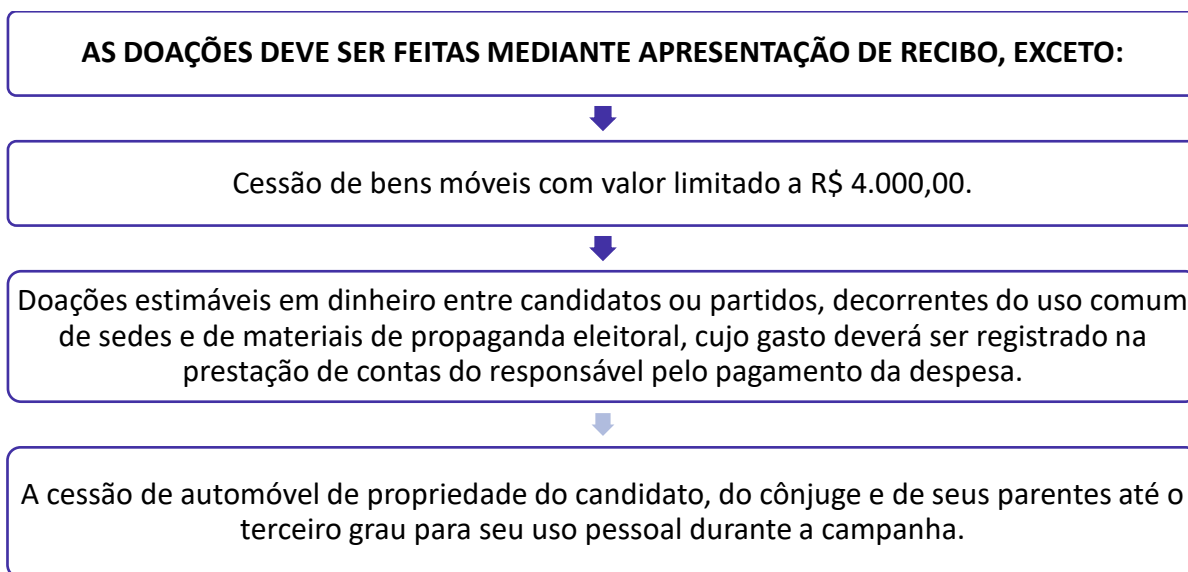 AS DOAÇÕES DEVE SER FEITAS MEDIANTE APRESENTAÇÃO DE RECIBO, EXCETO:
Cessão de bens móveis com valor limitado a R$ 4.000,00.
Doações estimáveis em dinheiro entre candidatos ou partidos, decorrentes do uso comum
de sedes e de materiais de propaganda eleitoral, cujo gasto deverá ser registrado na
prestação de contas do responsável pelo pagamento da despesa.
A cessão de automóvel de propriedade do candidato, do cônjuge e de seus parentes até o
terceiro grau para seu uso pessoal durante a campanha.